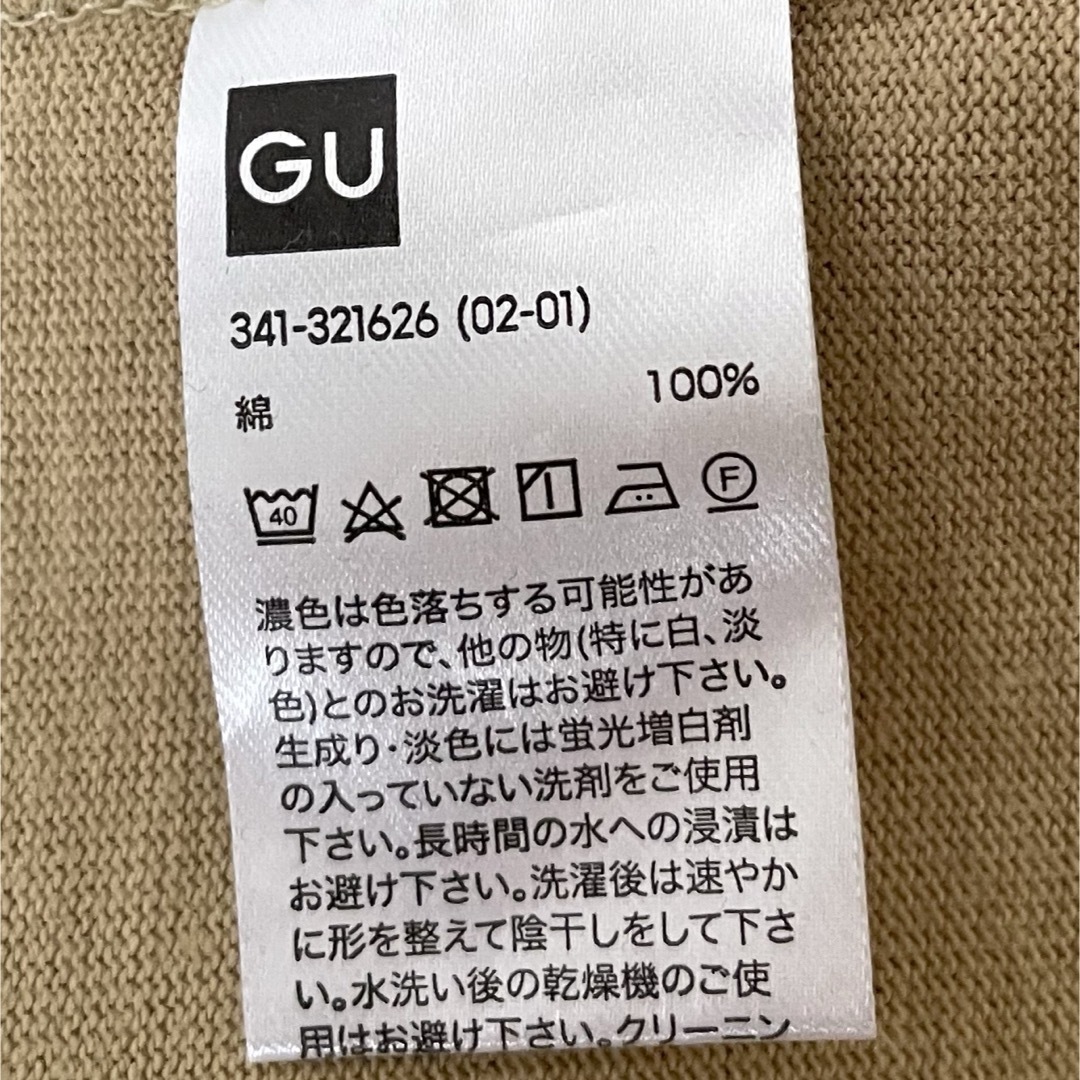 GU
341-321626 (02-01)
綿 100%
40 F
濃色は色落ちする可能性があ
りますので、他の物(特に白、淡
色)とのお洗濯はお避け下さい。
生成り・淡色には蛍光増白剤
の入っていない洗剤をご使用
下さい。長時間の水への浸漬は
お避け下さい。洗濯後は速やか
に形を整えて陰干しをして下さ
い。水洗い後の乾燥機のご使
用はお避け下さい。クリーニン